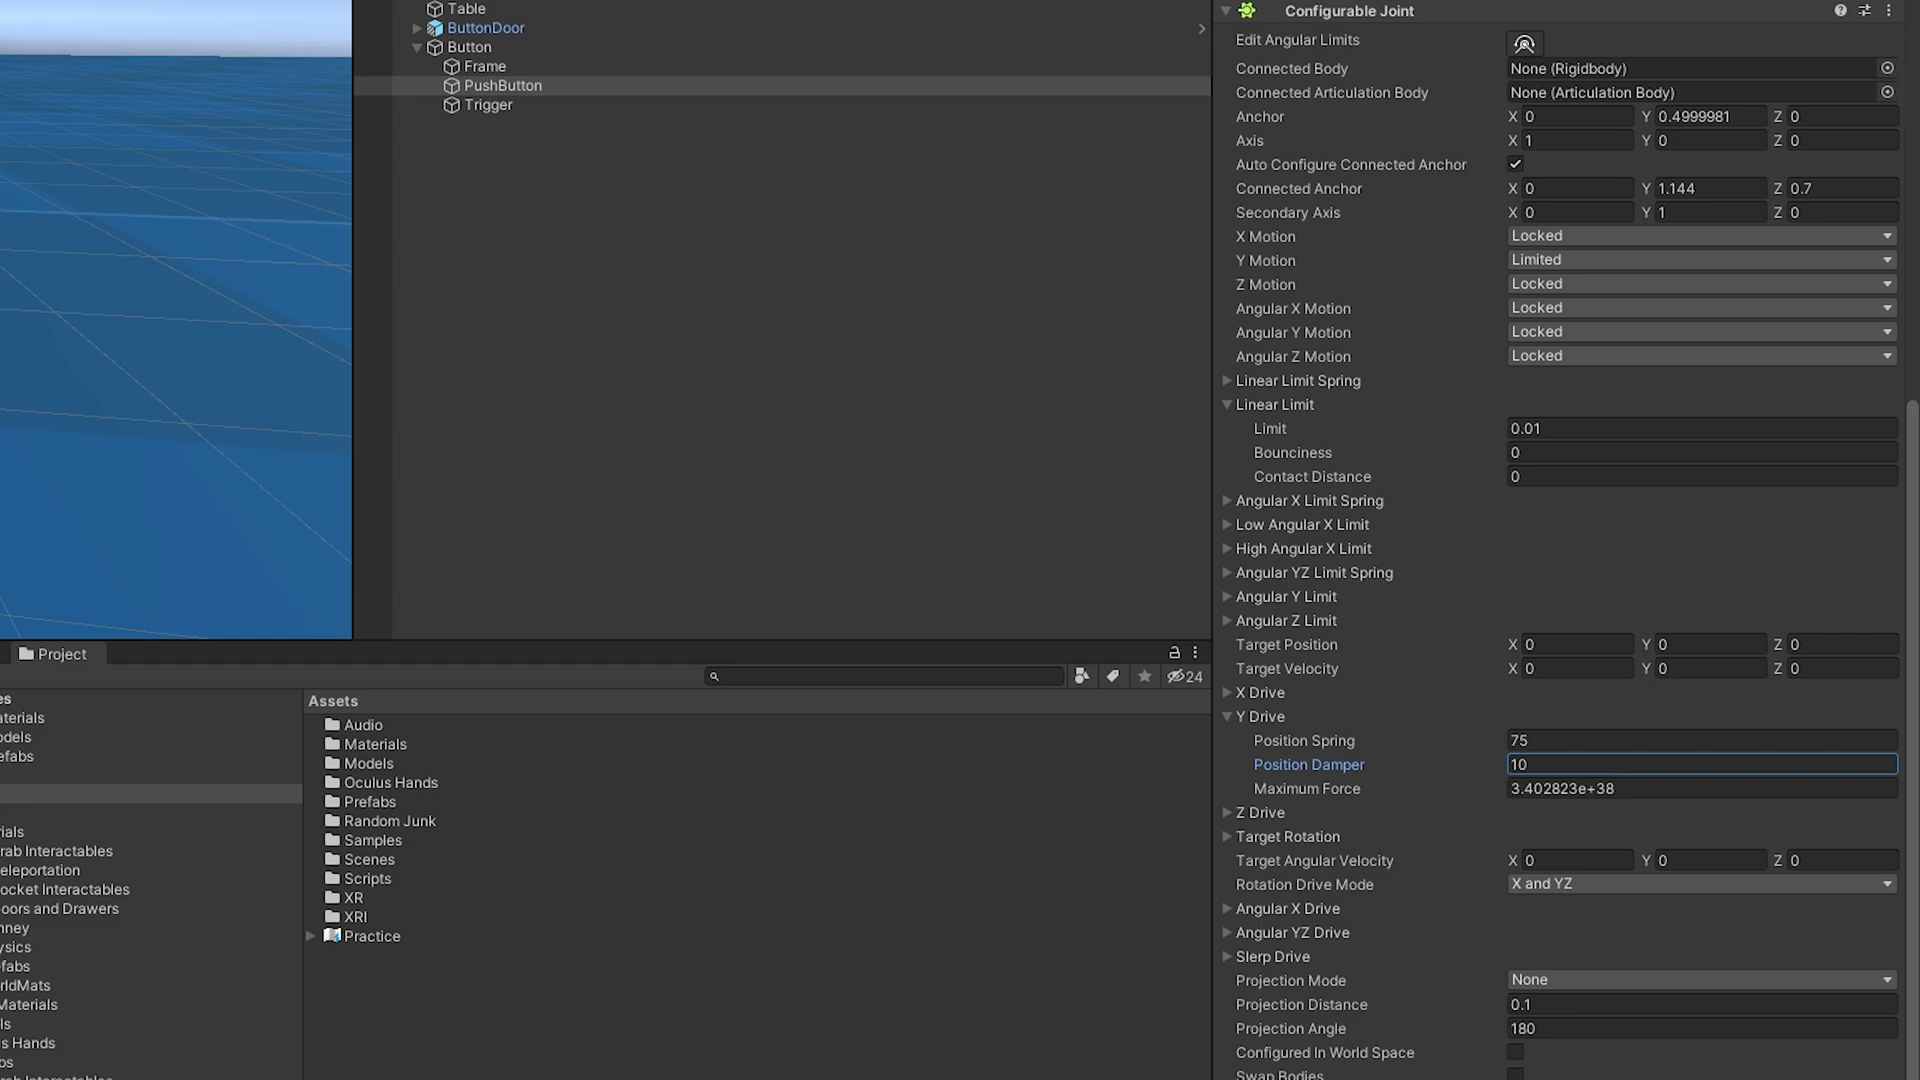 Table
ButtonDoor
Button
Frame
PushButton
Trigger
Configurable Joint
Edit Angular Limits
Connected Body None (Rigidbody)
Connected Articulation Body None (Articulation Body)
Anchor X 0 Y 0.4999981 Z 0
Axis X 1 Y 0 Z 0
Auto Configure Connected Anchor
Connected Anchor X 0 Y 1.144 Z 0.7
Secondary Axis X 0 Y 1 Z 0
X Motion Locked
Y Motion Limited
Z Motion Locked
Angular X Motion Locked
Angular Y Motion Locked
Angular Z Motion Locked
Linear Limit Spring
Linear Limit
Limit 0.01
Bounciness 0
Contact Distance 0
Angular X Limit Spring
Low Angular X Limit
High Angular X Limit
Angular YZ Limit Spring
Angular Y Limit
Angular Z Limit
Target Position X 0 Y 0 Z 0
Target Velocity X 0 Y 0 Z 0
X Drive
Y Drive
Position Spring 75
Position Damper 10
Maximum Force 3.402823e+38
Z Drive
Target Rotation
Target Angular Velocity X 0 Y 0 Z 0
Rotation Drive Mode X and YZ
Angular X Drive
Angular YZ Drive
Slerp Drive
Projection Mode None
Projection Distance 0.1
Projection Angle 180
Configured In World Space
Swap Bodies
Project
24
es
aterials
odels
efabs
rials
rab Interactables
eleportation
ocket Interactables
oors and Drawers
nney
ysics
fabs
rldMats
Materials
ls
s Hands
bs
rab Interactables
Assets
Audio
Materials
Models
Oculus Hands
Prefabs
Random Junk
Samples
Scenes
Scripts
XR
XRI
Practice